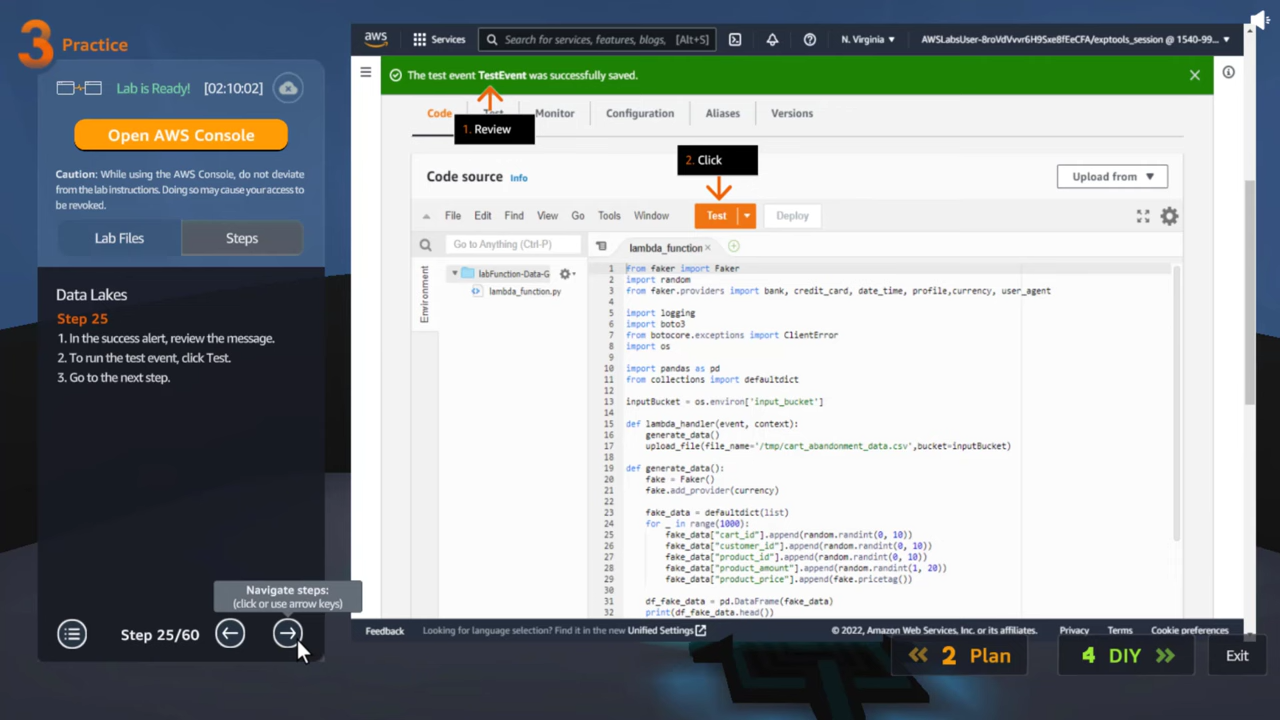 3 Practice
Lab is Ready! [02:10:02]
Open AWS Console
Caution: While using the AWS Console, do not deviate
from the lab instructions. Doing so may cause your access to
be revoked.
Lab Files
Steps
Data Lakes
Step 25
1. In the success alert, review the message.
2. To run the test event, click Test.
3. Go to the next step.
Navigate steps:
(click or use arrow keys)
Step 25/60
aws
Services
Search for services, features, blogs, [Alt+S]
N. Virginia
The test event TestEvent was successfully saved.
Code
Test
Monitor
Configuration
Aliases
Versions
1. Review
2. Click
Code source Info
Upload from
File Edit Find View Go Tools Window
Test
Deploy
Go to Anything (Ctrl-P)
lambda_function
Environment
labFunction-Data-G
lambda_function.py
1 from faker import Faker
2 import random
3 from faker.providers import bank, credit_card, date_time, profile,currency, user_agent
4
5 import logging
6 import boto3
7 from botocore.exceptions import ClientError
8 import os
9
10 import pandas as pd
11 from collections import defaultdict
12
13 inputBucket = os.environ['input_bucket']
14
15 def lambda_handler(event, context):
16 generate_data()
17 upload_file(file_name='/tmp/cart_abandonment_data.csv',bucket=inputBucket)
18
19 def generate_data():
20 fake = Faker()
21 fake.add_provider(currency)
22
23 fake_data = defaultdict(list)
24 for _ in range(1000):
25 fake_data["cart_id"].append(random.randint(0, 10))
26 fake_data["customer_id"].append(random.randint(0, 10))
27 fake_data["product_id"].append(random.randint(0, 10))
28 fake_data["product_amount"].append(random.randint(1, 20))
29 fake_data["product_price"].append(fake.pricetag())
30
31 df_fake_data = pd.DataFrame(fake_data)
32 print(df_fake_data.head())
Feedback
Looking for language selection? Find it in the new Unified Settings
© 2022, Amazon Web Services, Inc. or its affiliates.
Privacy
Terms
Cookie preferences
2 Plan
4 DIY
Exit